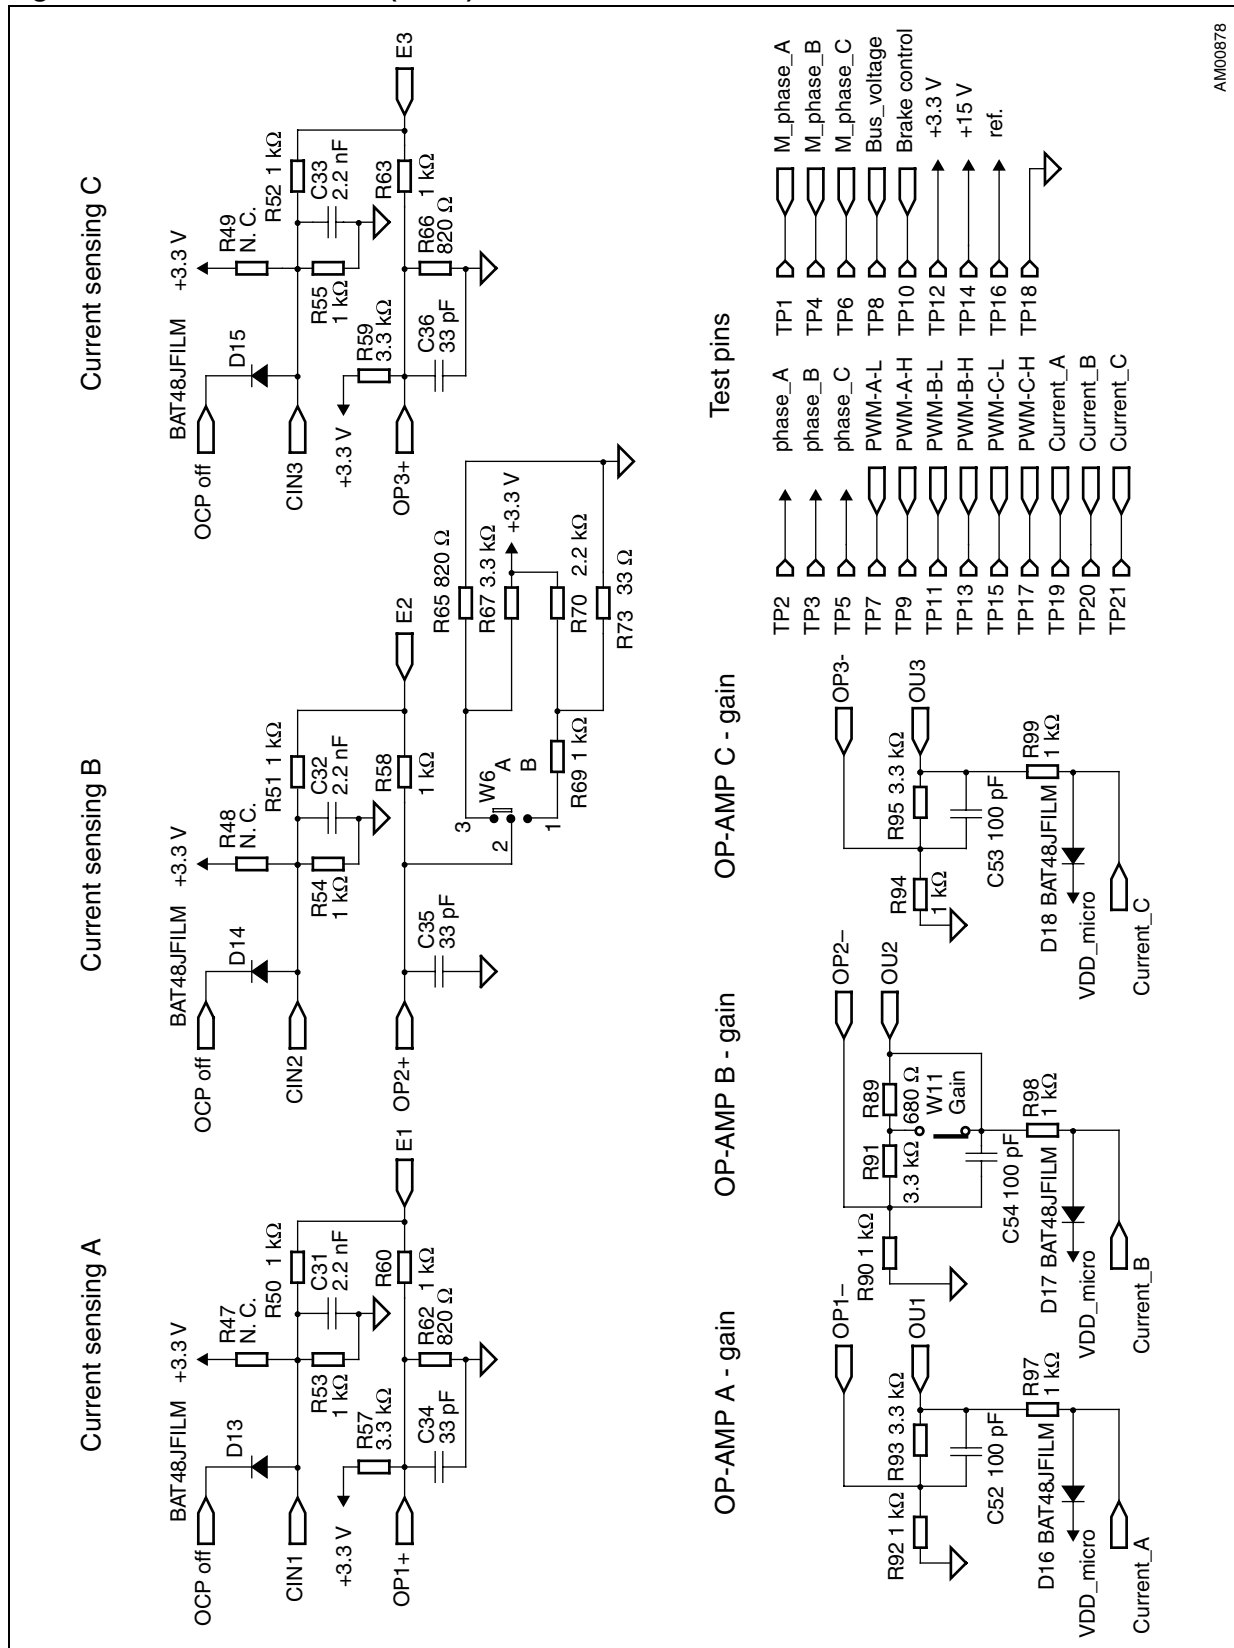 Current sensing A
BAT48JFILM +3.3 V
OCP off
D13
R47
N. C.
R50 1 kΩ
C31
2.2 nF
CIN1
R53
1 kΩ
E1
R60
1 kΩ
+3.3 V
R57
3.3 kΩ
R62
820 Ω
OP1+
C34
33 pF
Current sensing B
BAT48JFILM +3.3 V
OCP off
D14
R48
N. C.
R51 1 kΩ
C32
2.2 nF
CIN2
R54
1 kΩ
E2
R58
1 kΩ
OP2+
C35
33 pF
W6
3
A
2
B
1
R65 820 Ω
R67 3.3 kΩ
+3.3 V
R69 1 kΩ
R70 2.2 kΩ
R73 33 Ω
Current sensing C
BAT48JFILM +3.3 V
OCP off
D15
R49
N. C.
R52 1 kΩ
C33
2.2 nF
CIN3
R55
1 kΩ
E3
R63
1 kΩ
+3.3 V
R59
3.3 kΩ
R66
820 Ω
OP3+
C36
33 pF
OP-AMP A - gain
OP1–
OU1
R92 1 kΩ
R93 3.3 kΩ
C52 100 pF
R97
1 kΩ
D16 BAT48JFILM
VDD_micro
Current_A
OP-AMP B - gain
OP2–
OU2
R89
680 Ω
R91
3.3 kΩ
W11
Gain
R90 1 kΩ
C54 100 pF
R98
1 kΩ
D17 BAT48JFILM
VDD_micro
Current_B
OP-AMP C - gain
OP3-
OU3
R94
1 kΩ
R95 3.3 kΩ
C53 100 pF
R99
1 kΩ
D18 BAT48JFILM
VDD_micro
Current_C
Test pins
TP2 phase_A
TP3 phase_B
TP5 phase_C
TP7 PWM-A-L
TP9 PWM-A-H
TP11 PWM-B-L
TP13 PWM-B-H
TP15 PWM-C-L
TP17 PWM-C-H
TP19 Current_A
TP20 Current_B
TP21 Current_C
TP1 M_phase_A
TP4 M_phase_B
TP6 M_phase_C
TP8 Bus_voltage
TP10 Brake control
TP12 +3.3 V
TP14 +15 V
TP16 ref.
TP18
AM00878